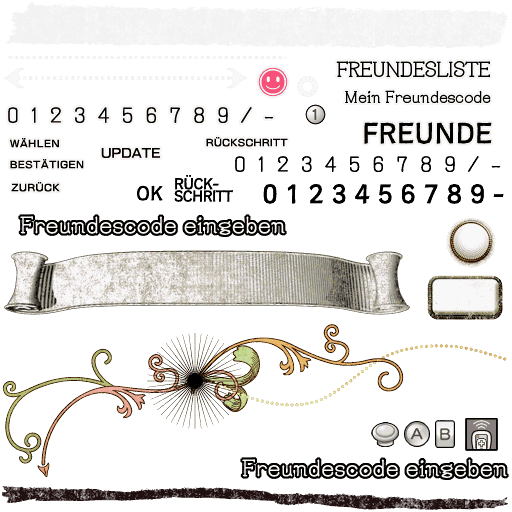 FREUNDESLISTE
Mein Freundescode
0 1 2 3 4 5 6 7 8 9 / -
1
FREUNDE
WÄHLEN
UPDATE
RÜCKSCHRITT
BESTÄTIGEN
0 1 2 3 4 5 6 7 8 9 / -
ZURÜCK
OK
RÜCK-
SCHRITT
0 1 2 3 4 5 6 7 8 9 -
Freundescode eingeben
A
B
Freundescode eingeben